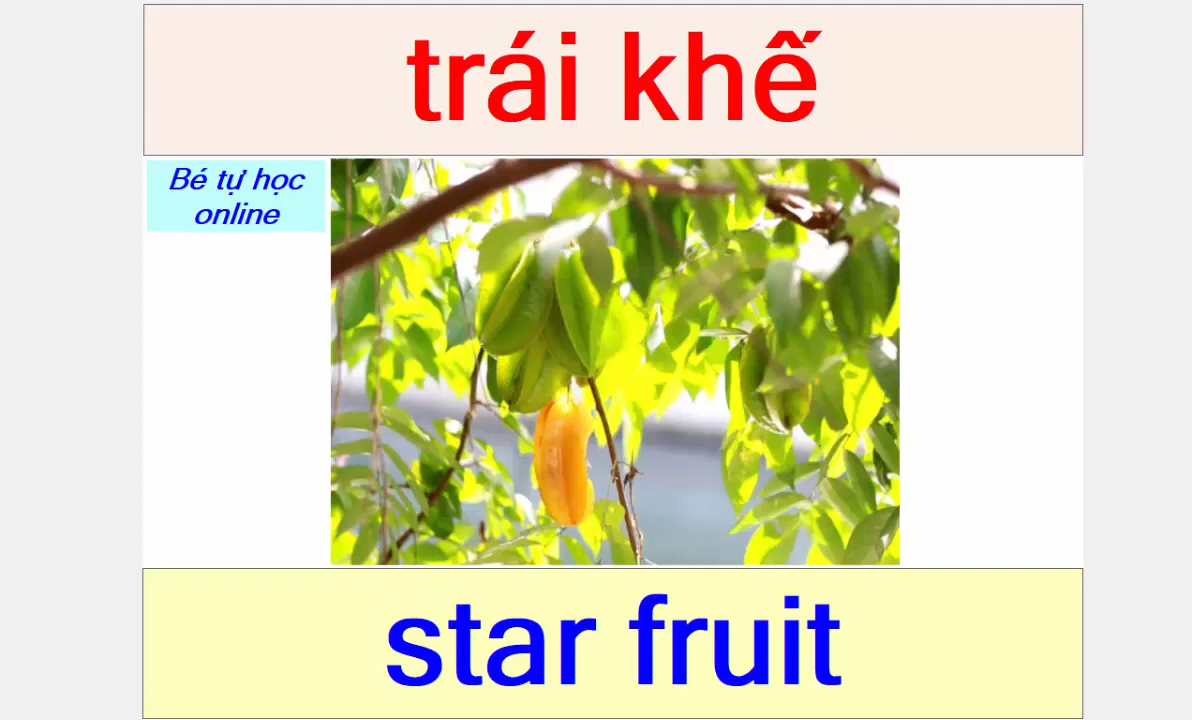 trái khế
Bé tự học
online
star fruit